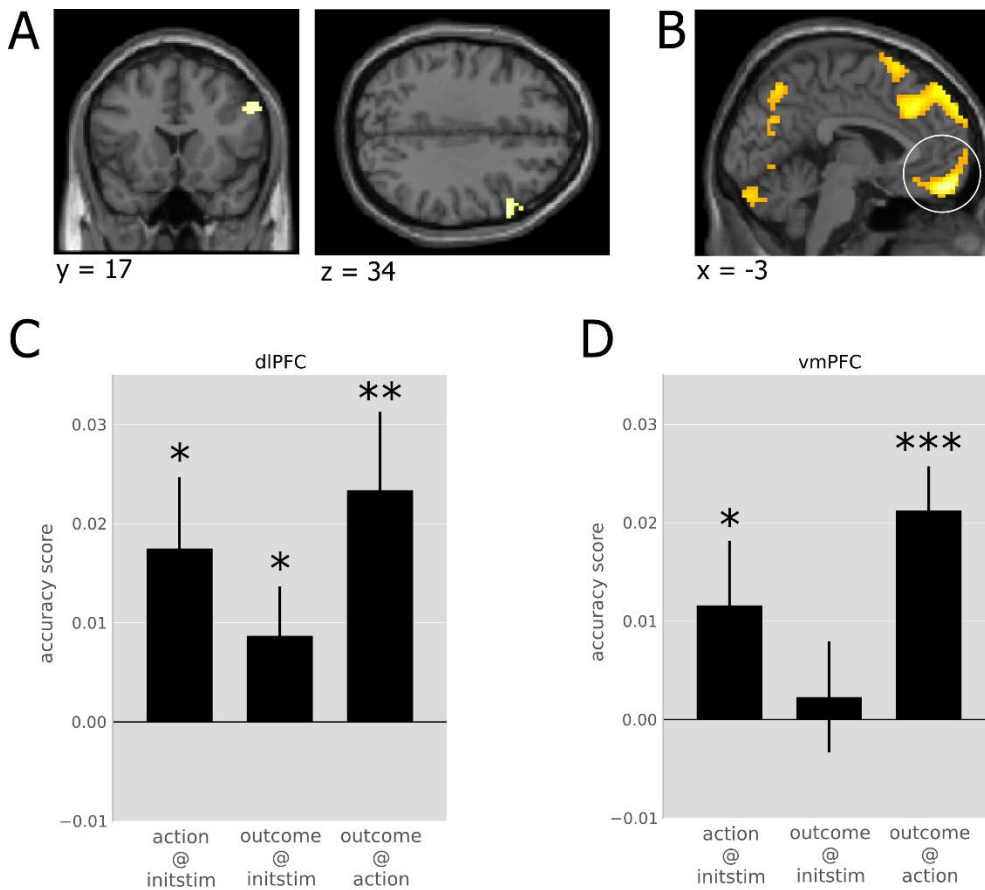 A
B
y = 17
z = 34
x = -3
C
dlPFC
accuracy score
0.03
0.02
0.01
0.00
−0.01
*
*
**
action
@
initstim
outcome
@
initstim
outcome
@
action
D
vmPFC
accuracy score
0.03
0.02
0.01
0.00
−0.01
*
***
action
@
initstim
outcome
@
initstim
outcome
@
action